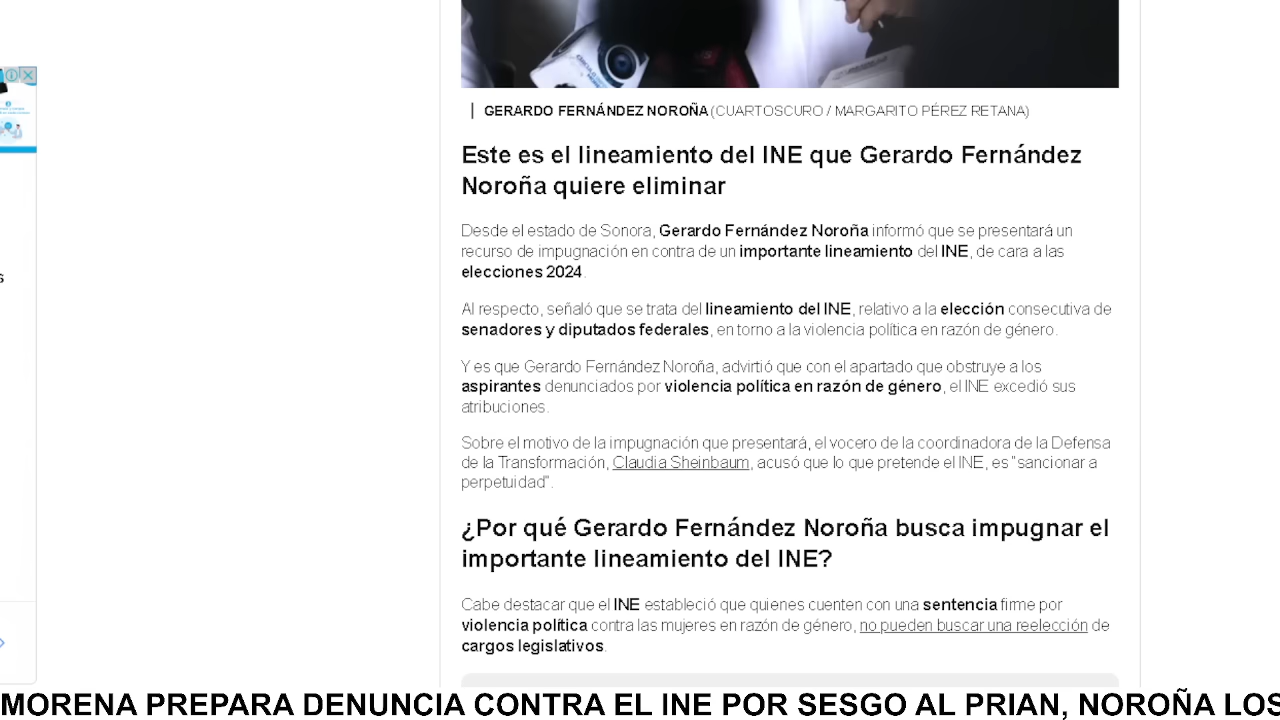 GERARDO FERNÁNDEZ NOROÑA (CUARTOSCURO / MARGARITO PÉREZ RETANA)
Este es el lineamiento del INE que Gerardo Fernández
Noroña quiere eliminar
Desde el estado de Sonora, Gerardo Fernández Noroña informó que se presentará un
recurso de impugnación en contra de un importante lineamiento del INE, de cara a las
elecciones 2024.
Al respecto, señaló que se trata del lineamiento del INE, relativo a la elección consecutiva de
senadores y diputados federales, en torno a la violencia política en razón de género.
Y es que Gerardo Fernández Noroña, advirtió que con el apartado que obstruye a los
aspirantes denunciados por violencia política en razón de género, el INE excedió sus
atribuciones.
Sobre el motivo de la impugnación que presentará, el vocero de la coordinadora de la Defensa
de la Transformación, Claudia Sheinbaum, acusó que lo que pretende el INE, es "sancionar a
perpetuidad".
¿Por qué Gerardo Fernández Noroña busca impugnar el
importante lineamiento del INE?
Cabe destacar que el INE estableció que quienes cuenten con una sentencia firme por
violencia política contra las mujeres en razón de género, no pueden buscar una reelección de
cargos legislativos.
MORENA PREPARA DENUNCIA CONTRA EL INE POR SESGO AL PRIAN, NOROÑA LOS